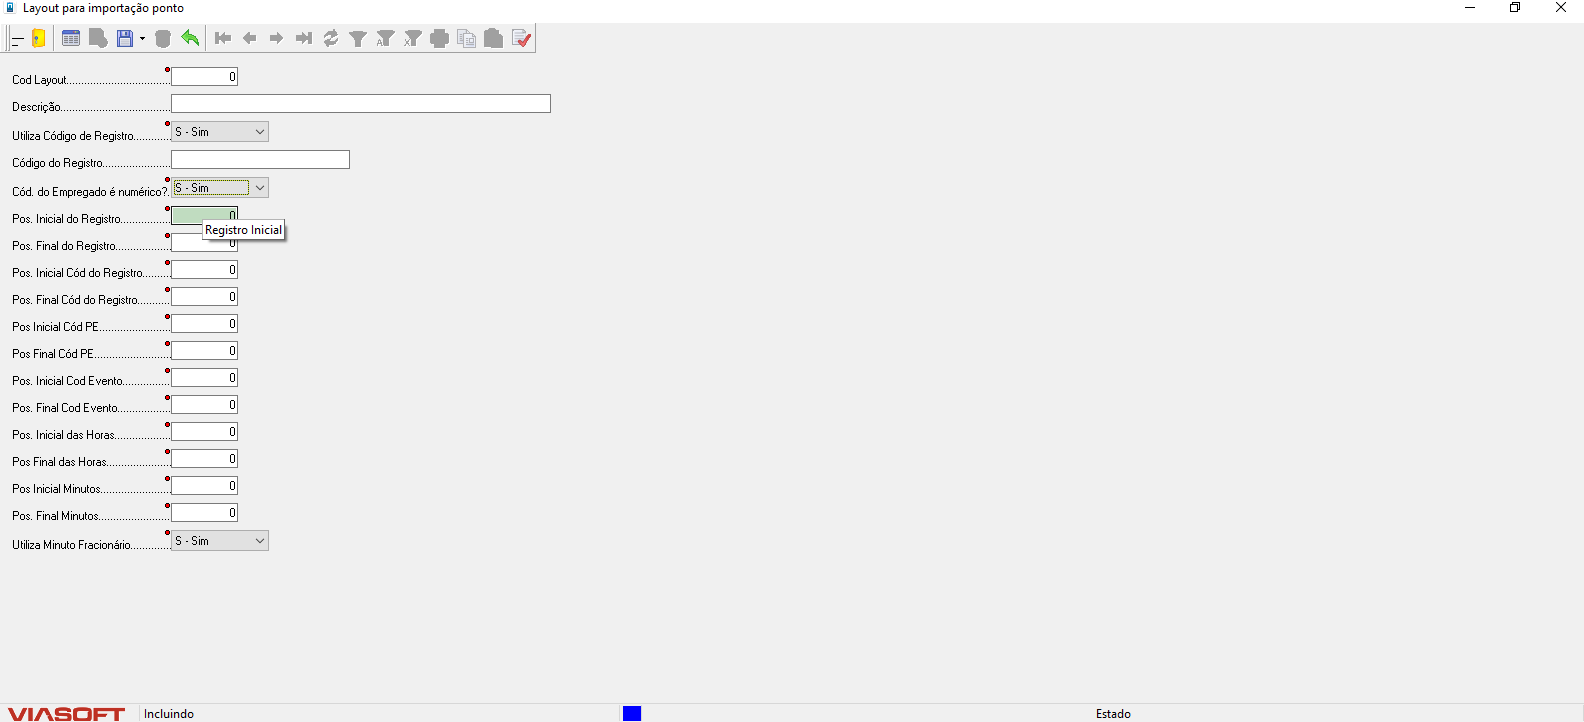 Layout para importação ponto
Cod Layout................................... 0
Descrição.....................................
Utiliza Código de Registro............ S - Sim
Código do Registro.......................
Cód. do Empregado é numérico?. S - Sim
Pos. Inicial do Registro................. 0
Registro Inicial
Pos. Final do Registro................... 0
Pos. Inicial Cód do Registro......... 0
Pos. Final Cód do Registro........... 0
Pos Inicial Cód PE........................ 0
Pos Final Cód PE.......................... 0
Pos. Inicial Cod Evento................ 0
Pos. Final Cod Evento.................. 0
Pos. Inicial das Horas................... 0
Pos Final das Horas...................... 0
Pos Inicial Minutos........................ 0
Pos. Final Minutos......................... 0
Utiliza Minuto Fracionário............. S - Sim
VIASOFT Incluindo Estado